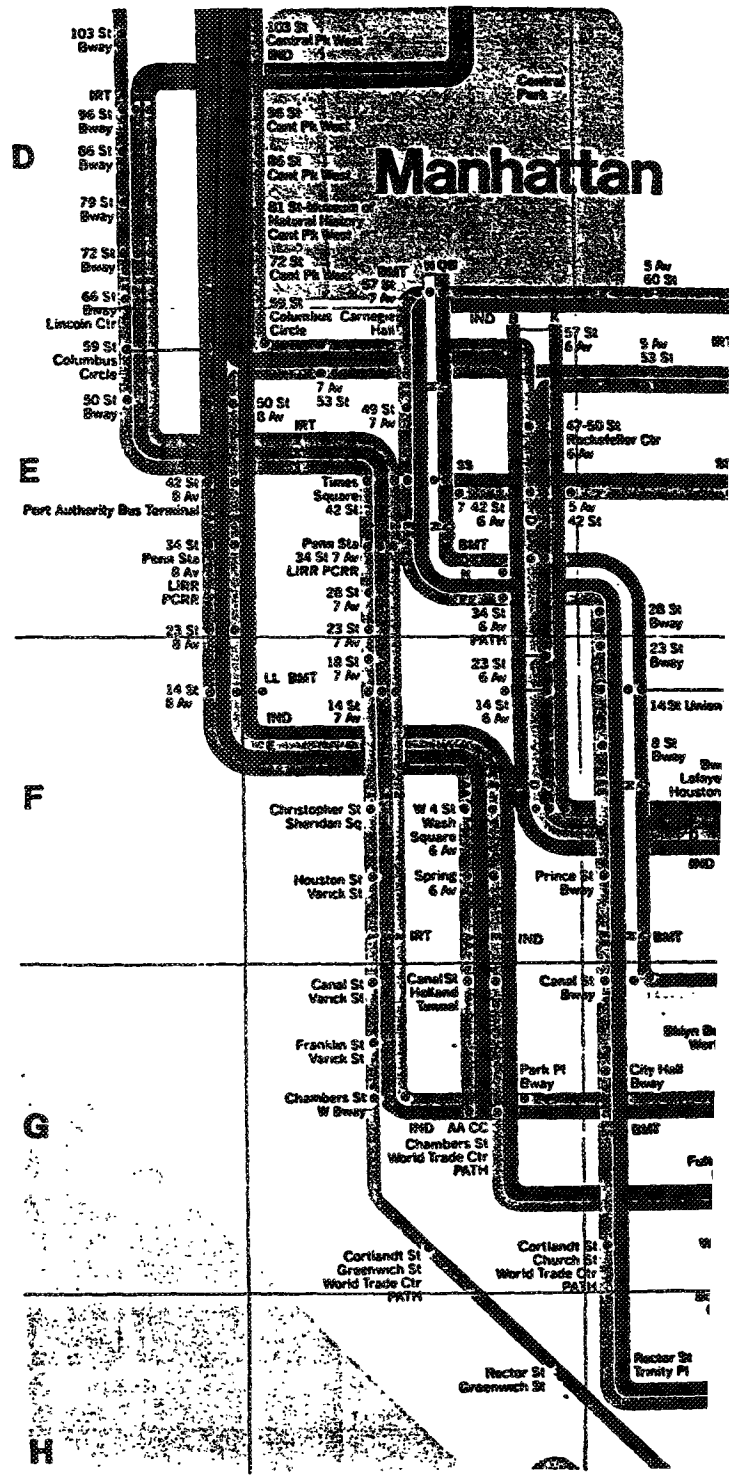 103 St
Bway
103 St
Central Pk West
IND
Central
Park
IRT
96 St
Bway
96 St
Cent Pk West
D
86 St
Bway
86 St
Cent Pk West
Manhattan
79 St
Bway
81 St-Museum of
Natural History
Cent Pk West
72 St
Bway
72 St
Cent Pk West
BMT
57 St
7 Av
5 Av
60 St
66 St
Bway
Lincoln Ctr
59 St
Columbus
Circle
Carnegie
Hall
IND
57 St
6 Av
59 St
Columbus
Circle
5 Av
53 St
7 Av
53 St
50 St
Bway
50 St
8 Av
IRT
49 St
7 Av
47-50 St
Rockefeller Ctr
6 Av
E
SS
42 St
8 Av
Port Authority Bus Terminal
Times
Square
42 St
7
42 St
6 Av
5 Av
42 St
34 St
Penn Sta
8 Av
LIRR
PCRR
Penn Sta
34 St 7 Av
LIRR PCRR
BMT
N
28 St
7 Av
34 St
6 Av
PATH
28 St
Bway
23 St
8 Av
23 St
7 Av
23 St
Bway
18 St
7 Av
23 St
6 Av
14 St
8 Av
LL BMT
IND
14 St
7 Av
14 St
6 Av
14 St Union
8 St
Bway
F
Lafaye
Houston
Christopher St
Sheridan Sq
W 4 St
Wash
Square
6 Av
Houston St
Varick St
Spring
6 Av
Prince St
Bway
IND
IRT
IND
BMT
Canal St
Varick St
Canal St
Holland
Tunnel
Canal St
Bway
Franklin St
Varick St
Park Pl
Bway
City Hall
Bway
Chambers St
W Bway
G
IND AA CC
Chambers St
World Trade Ctr
PATH
BMT
Cortlandt St
Greenwich St
World Trade Ctr
PATH
Cortlandt St
Church St
World Trade Ctr
PATH
Rector St
Greenwich St
Rector St
Trinity Pl
H